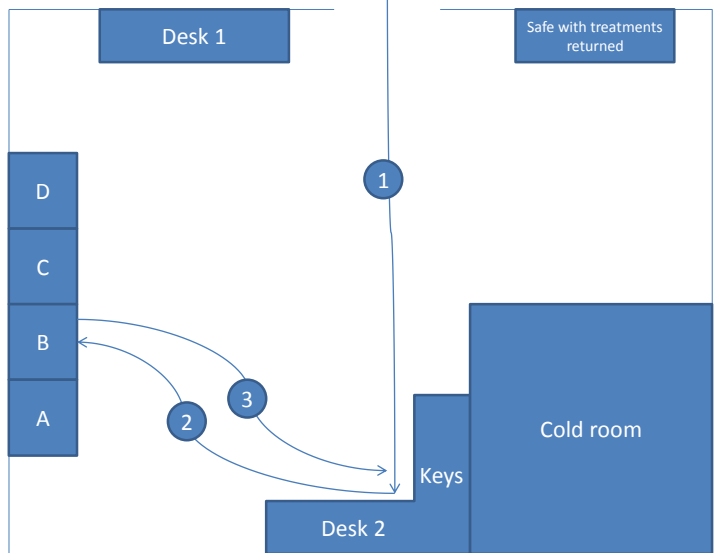 Desk 1
Safe with treatments
returned
1
D
C
B
A
2
3
Keys
Cold room
Desk 2